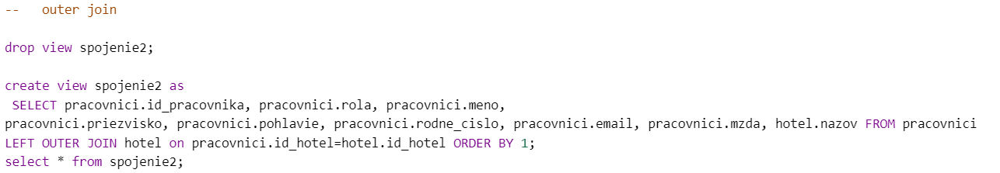 -- outer join
drop view spojenie2;
create view spojenie2 as
SELECT pracovnici.id_pracovnika, pracovnici.rola, pracovnici.meno,
pracovnici.priezvisko, pracovnici.pohlavie, pracovnici.rodne_cislo, pracovnici.email, pracovnici.mzda, hotel.nazov FROM pracovnici
LEFT OUTER JOIN hotel on pracovnici.id_hotel=hotel.id_hotel ORDER BY 1;
select * from spojenie2;